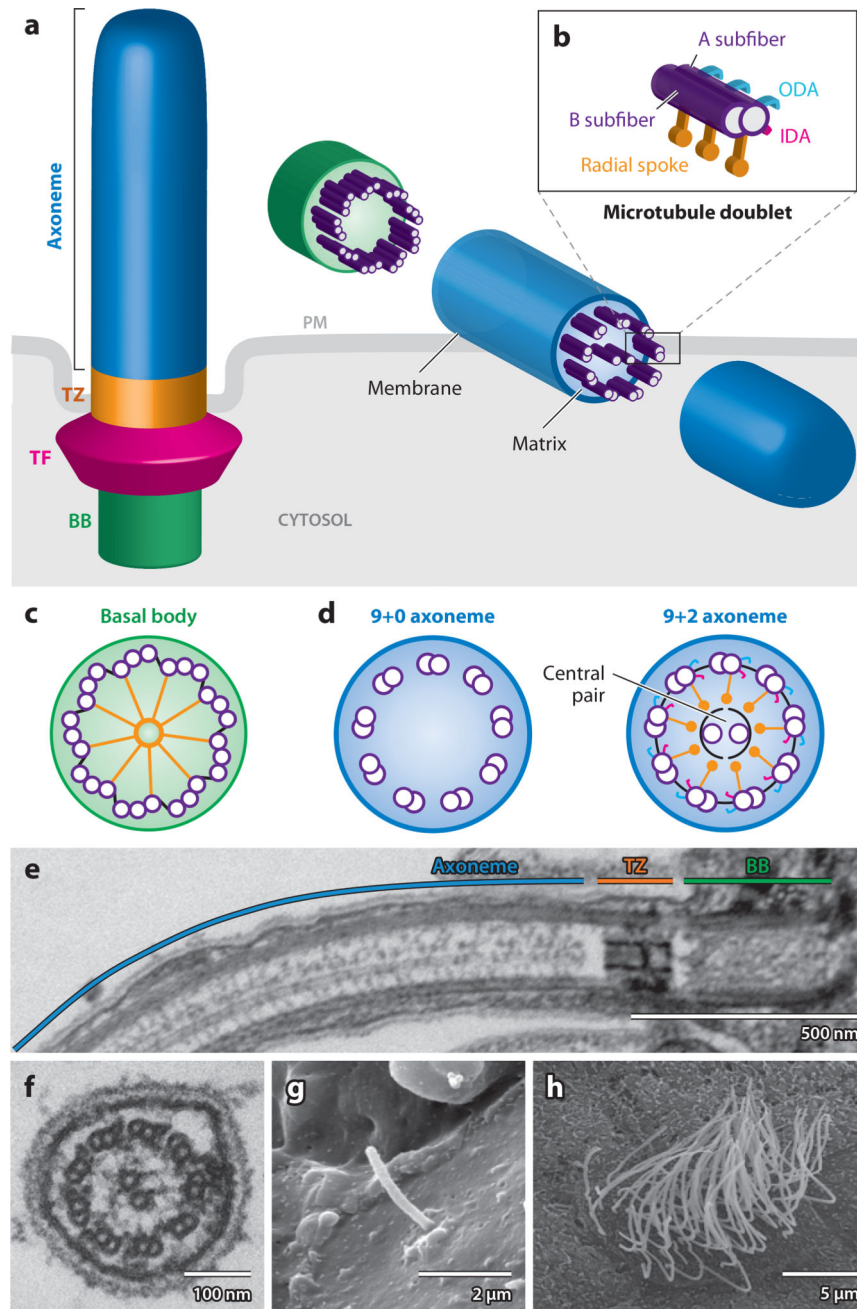 a
Axoneme
TZ
TF
BB
PM
CYTOSOL
Membrane
Matrix
b
A subfiber
B subfiber
ODA
IDA
Radial spoke
Microtubule doublet
c
Basal body
d
9+0 axoneme
9+2 axoneme
Central
pair
e
Axoneme
TZ
BB
500 nm
f
100 nm
g
2 μm
h
5 μm